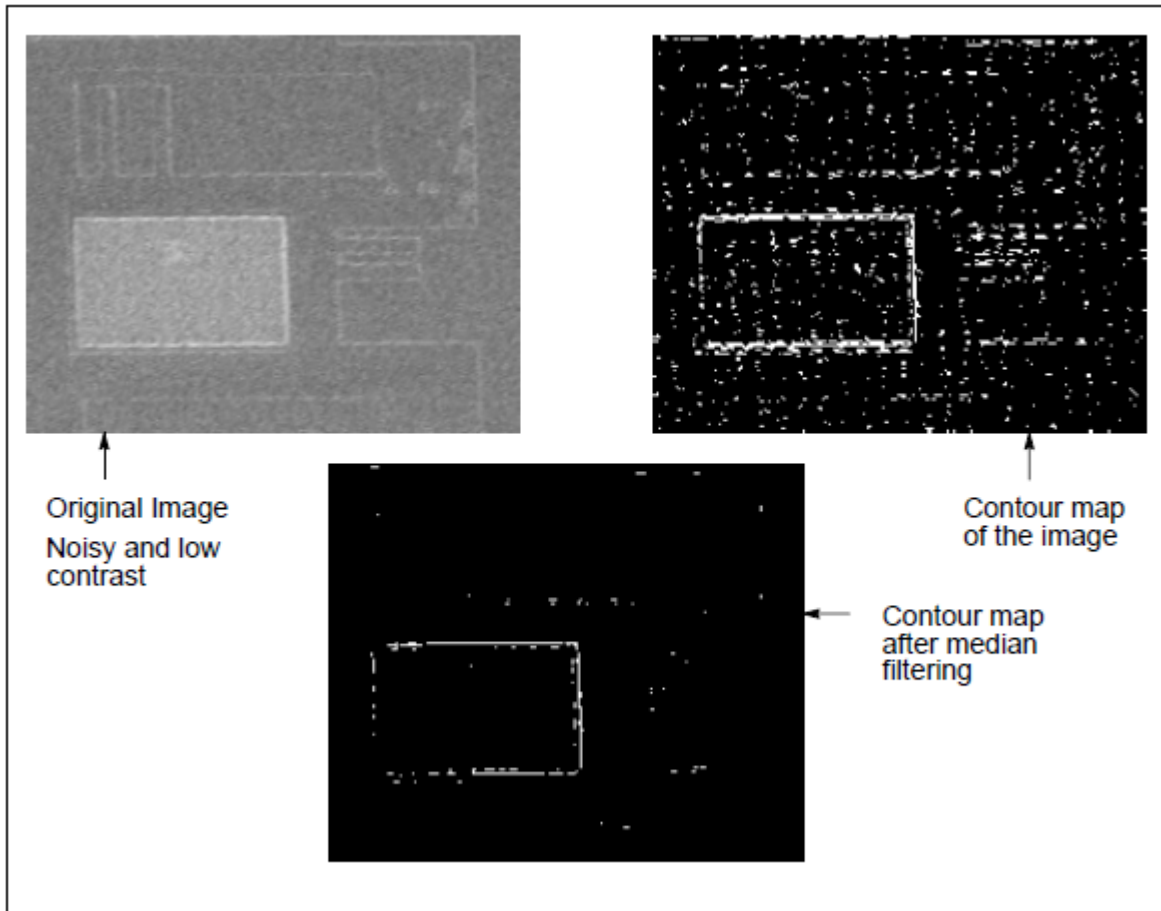 Original Image
Noisy and low
contrast
Contour map
of the image
Contour map
after median
filtering